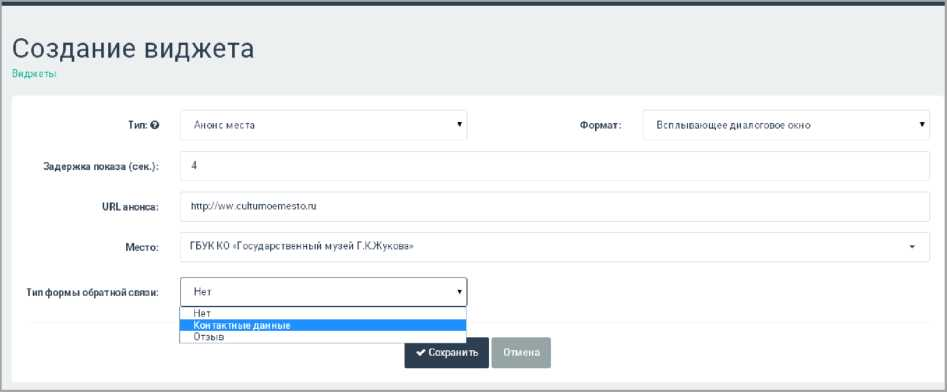 Создание виджета
Виджеты
Тип: Анонс места Формат: Всплывающее диалоговое окно
Задержка показа (сек.): 4
URL анонса: http://ww.culturnoemesto.ru
Место: ГБУК КО «Государственный музей Г.К.Жукова»
Тип формы обратной связи: Нет
Нет
Контактные данные
Отзыв
Сохранить Отмена